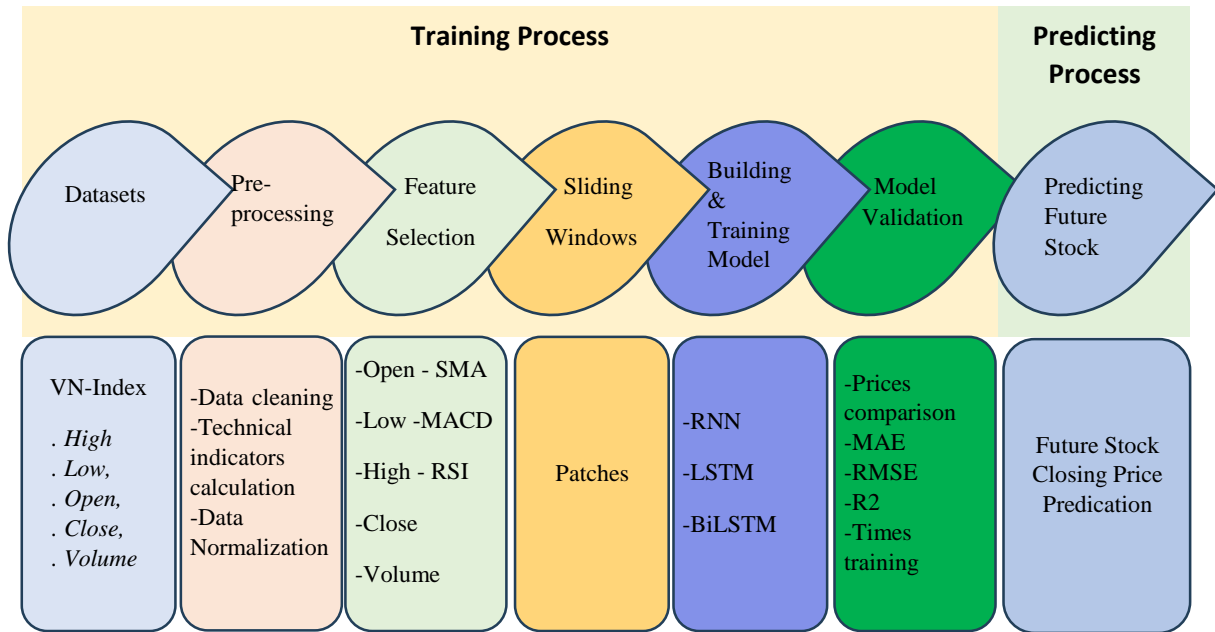 Training Process
Predicting
Process
Datasets
Pre-
processing
Feature
Selection
Sliding
Windows
Building
&
Training
Model
Model
Validation
Predicting
Future
Stock
VN-Index
. High
. Low,
. Open,
. Close,
. Volume
-Data cleaning
-Technical
indicators
calculation
-Data
Normalization
-Open - SMA
-Low -MACD
-High - RSI
-Close
-Volume
Patches
-RNN
-LSTM
-BiLSTM
-Prices
comparison
-MAE
-RMSE
-R2
-Times
training
Future Stock
Closing Price
Predication